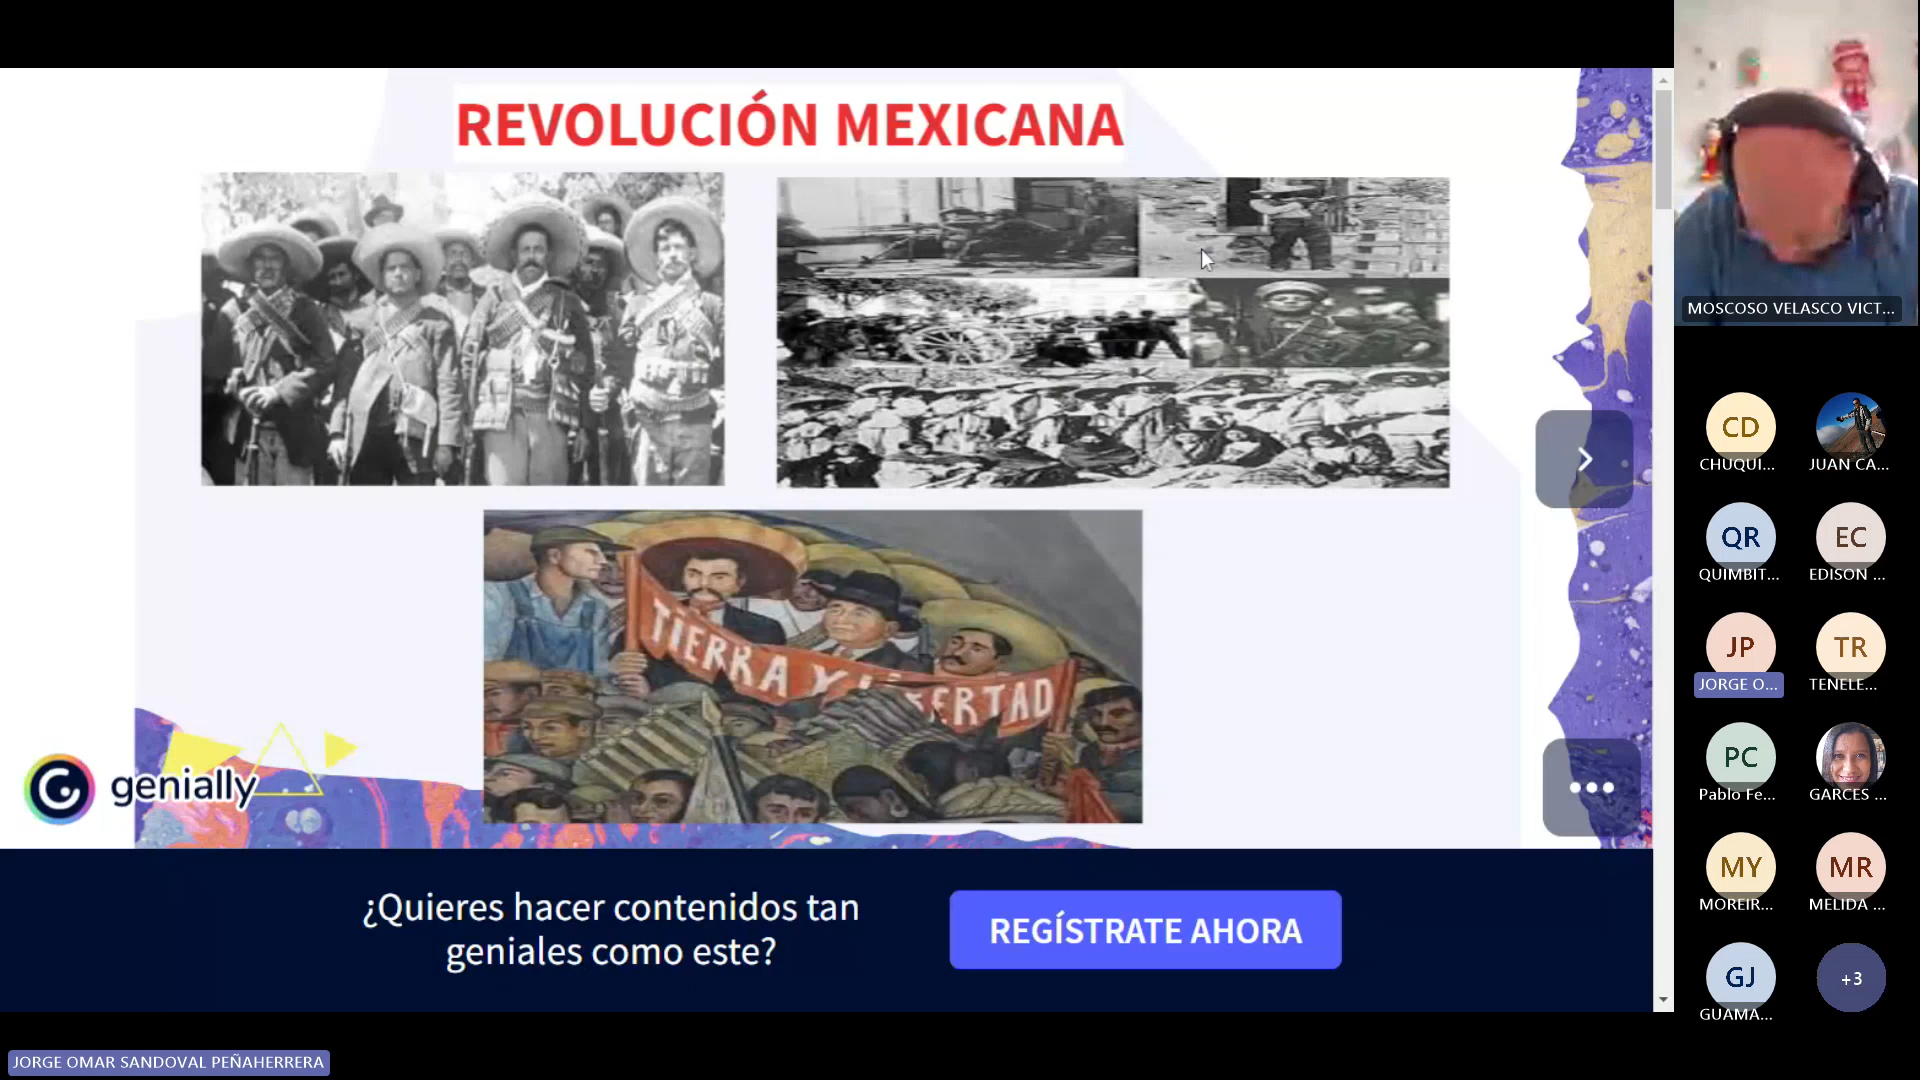 REVOLUCIÓN MEXICANA
TIERRA Y LIBERTAD
genially
¿Quieres hacer contenidos tan
geniales como este?
REGÍSTRATE AHORA
MOSCOSO VELASCO VICT...
CD
CHUQUI...
JUAN CA...
QR
QUIMBIT...
EC
EDISON ...
JP
JORGE O...
TR
TENELE...
PC
Pablo Fe...
GARCES ...
MY
MOREIR...
MR
MELIDA ...
GJ
GUAMA...
+3
JORGE OMAR SANDOVAL PEÑAHERRERA